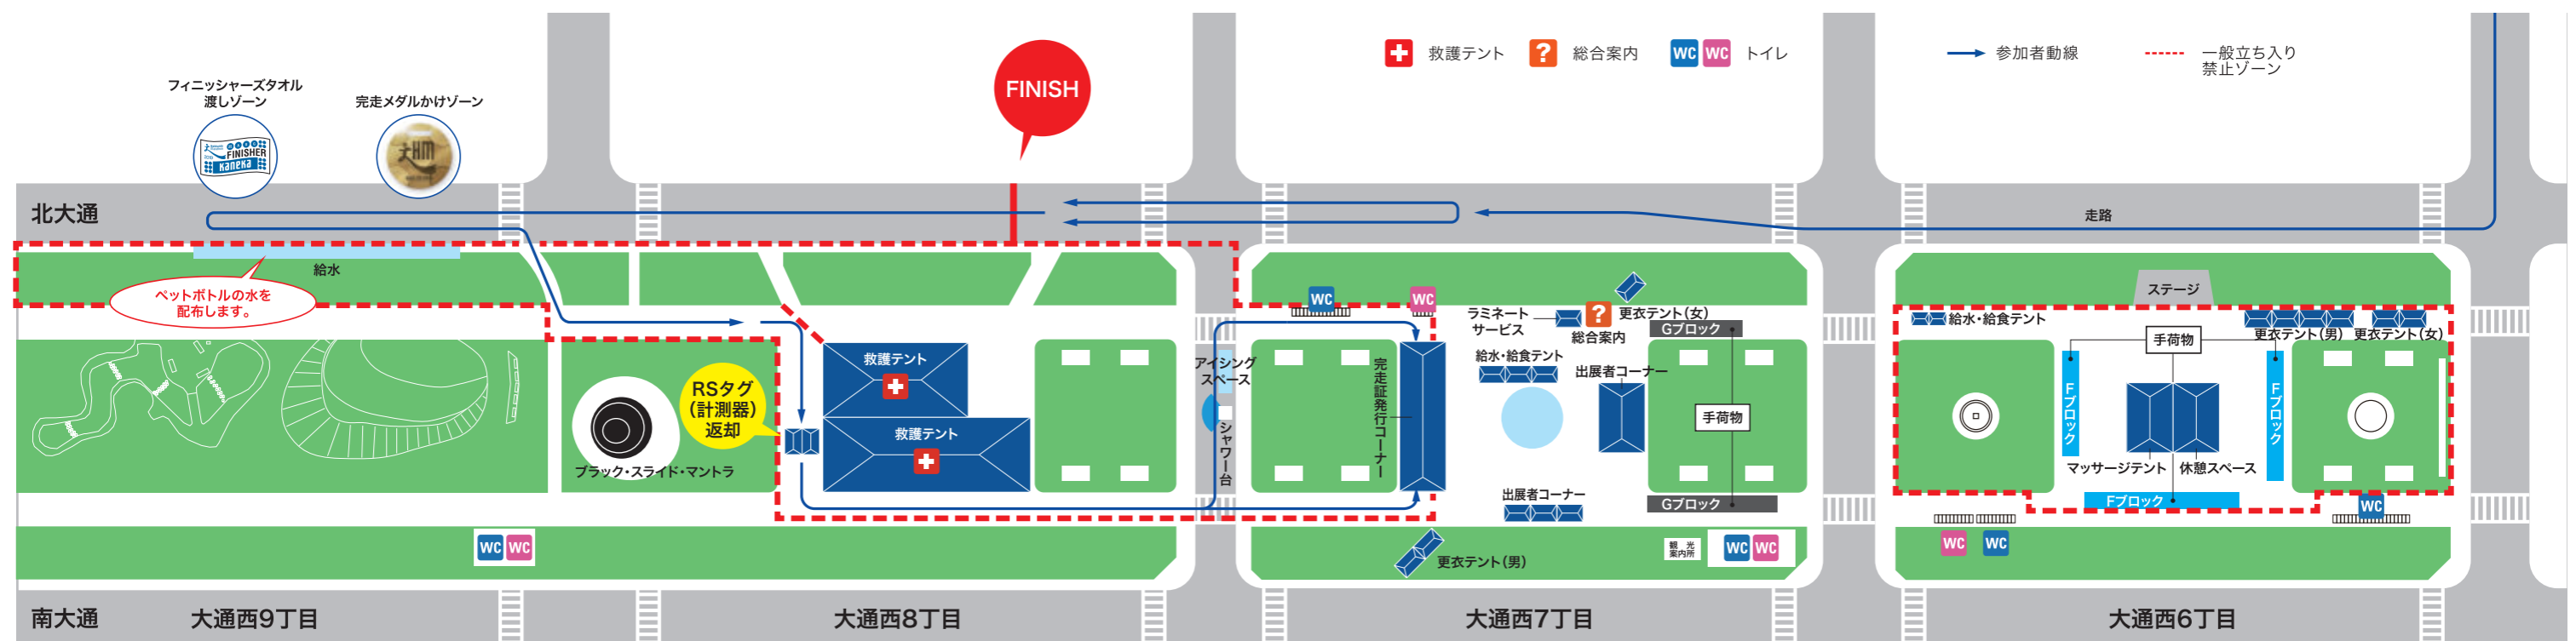 救護テント
総合案内
WC WC トイレ
参加者動線
一般立ち入り
禁止ゾーン
フィニッシャーズタオル
渡しゾーン
完走メダルかけゾーン
FINISH
FINISHER
Kaneka
HM
北大通
走路
給水
ペットボトルの水を
配布します。
ブラック・スライド・マントラ
RSタグ
(計測器)
返却
救護テント
救護テント
WC WC
アイシング
スペース
シャワー台
WC
WC
完走証発行コーナー
ラミネート
サービス
総合案内
更衣テント(女)
Gブロック
給水・給食テント
出展者コーナー
手荷物
出展者コーナー
Gブロック
更衣テント(男)
観光
案内所
WC WC
ステージ
給水・給食テント
手荷物
更衣テント(男)
更衣テント(女)
Fブロック
Fブロック
マッサージテント
休憩スペース
Fブロック
WC
WC
WC
南大通
大通西9丁目
大通西8丁目
大通西7丁目
大通西6丁目